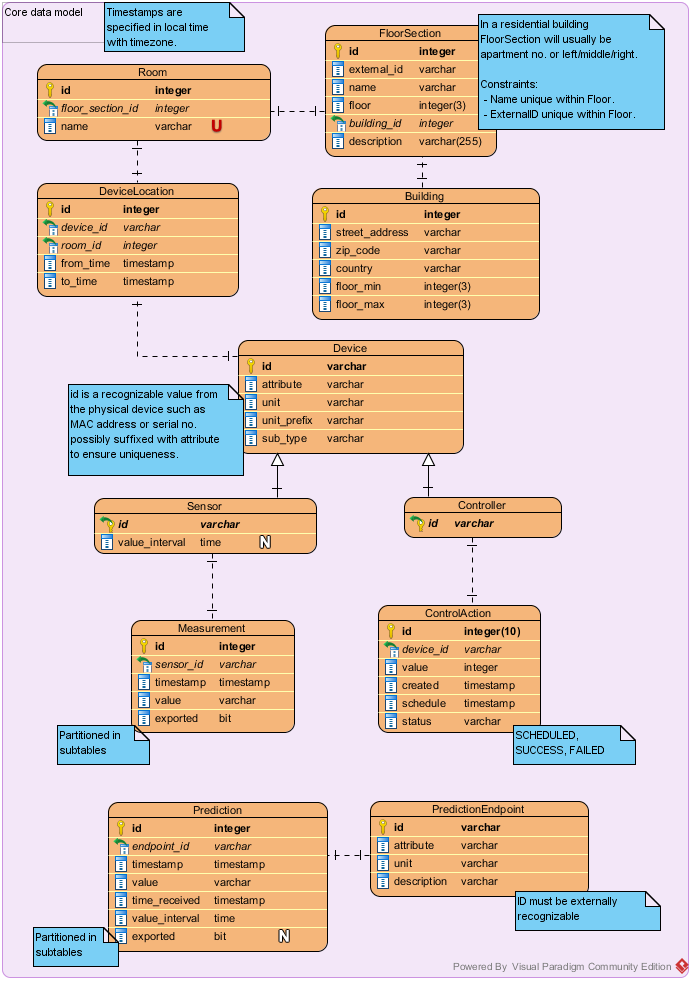 Core data model
Timestamps are
specified in local time
with timezone.
In a residential building
FloorSection will usually be
apartment no. or left/middle/right.
Constraints:
- Name unique within Floor.
- ExternalID unique within Floor.
FloorSection
id integer
external_id varchar
name varchar
floor integer(3)
building_id integer
description varchar(255)
Room
id integer
floor_section_id integer
name varchar U
DeviceLocation
id integer
device_id varchar
room_id integer
from_time timestamp
to_time timestamp
Building
id integer
street_address varchar
zip_code varchar
country varchar
floor_min integer(3)
floor_max integer(3)
Device
id varchar
attribute varchar
unit varchar
unit_prefix varchar
sub_type varchar
id is a recognizable value from
the physical device such as
MAC address or serial no.
possibly suffixed with attribute
to ensure uniqueness.
Sensor
id varchar
value_interval time N
Controller
id varchar
Measurement
id integer
sensor_id varchar
timestamp timestamp
value varchar
exported bit
Partitioned in
subtables
ControlAction
id integer(10)
device_id varchar
value integer
created timestamp
schedule timestamp
status varchar
SCHEDULED,
SUCCESS, FAILED
Prediction
id integer
endpoint_id varchar
timestamp timestamp
value varchar
time_received timestamp
value_interval time
exported bit N
Partitioned in
subtables
PredictionEndpoint
id varchar
attribute varchar
unit varchar
description varchar
ID must be externally
recognizable
Powered By Visual Paradigm Community Edition